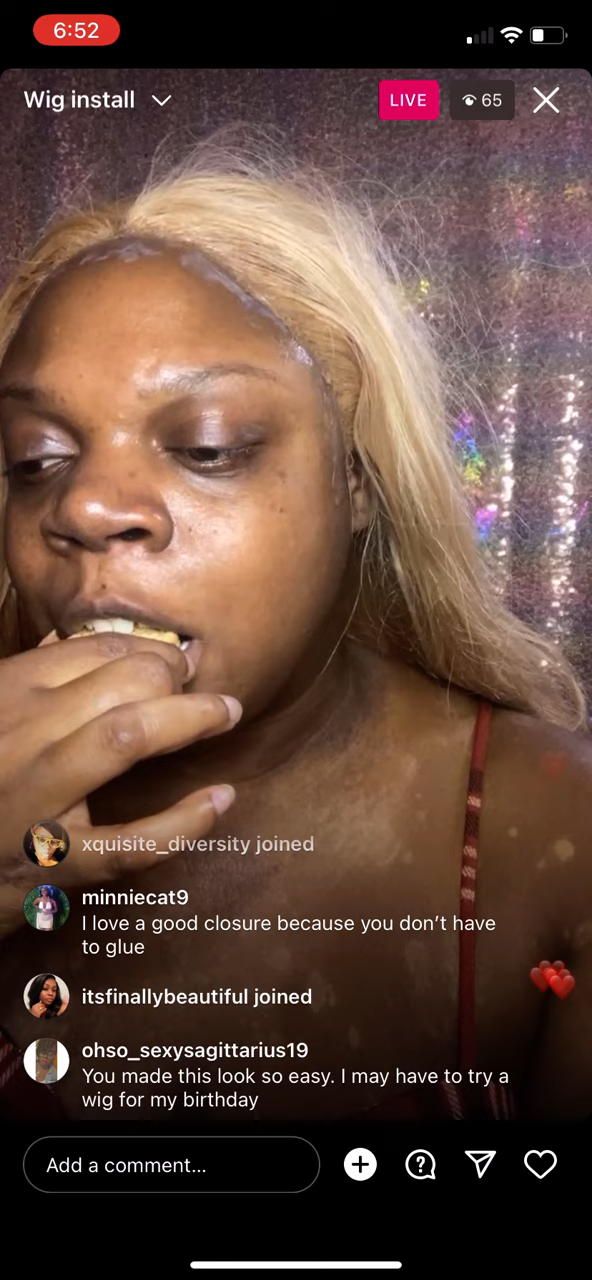 6:52
Wig install
LIVE
65
xquisite_diversity joined
minniecat9
I love a good closure because you don’t have
to glue
itsfinallybeautiful joined
ohso_sexysagittarius19
You made this look so easy. I may have to try a
wig for my birthday
Add a comment...